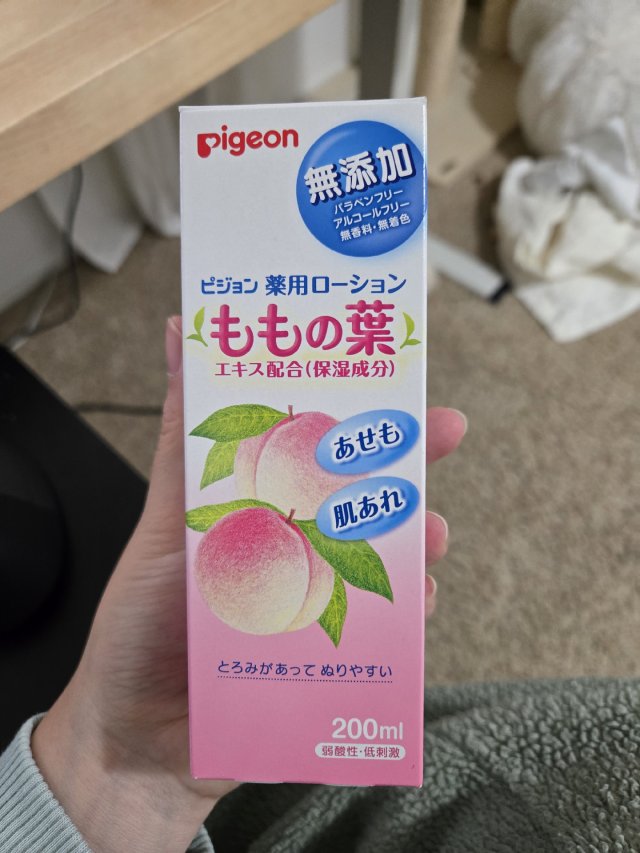 Pigeon
無添加
パラベンフリー
アルコールフリー
無香料・無着色
ピジョン 薬用ローション
ももの葉
エキス配合(保湿成分)
あせも
肌あれ
とろみがあって ぬりやすい
200ml
弱酸性・低刺激